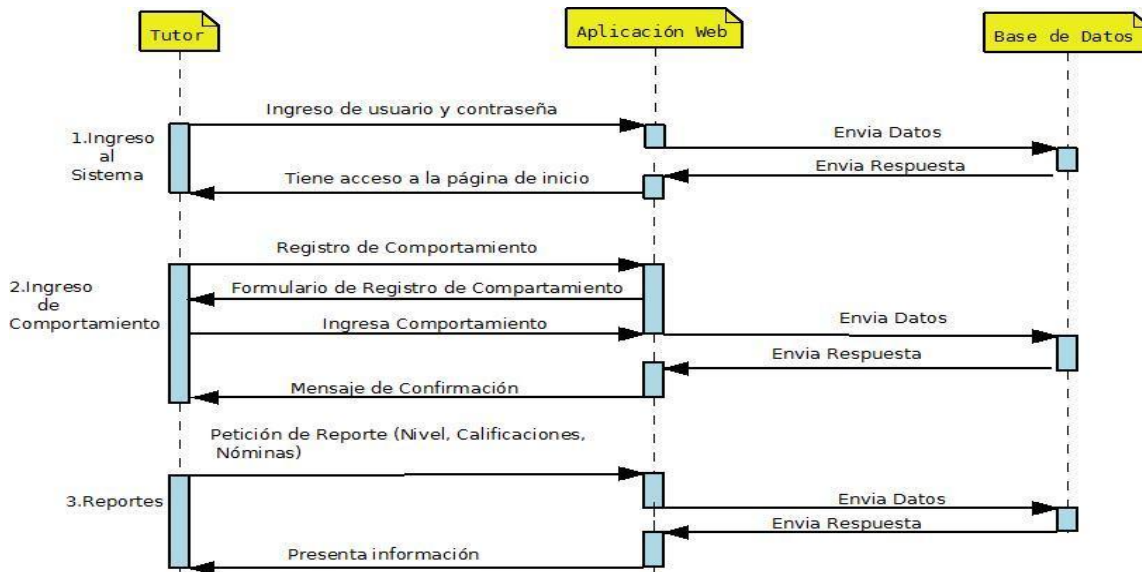 Tutor
Aplicación Web
Base de Datos
Ingreso de usuario y contraseña
1.Ingreso
al
Sistema
Envia Datos
Envia Respuesta
Tiene acceso a la página de inicio
Registro de Comportamiento
2.Ingreso
de
Comportamiento
Formulario de Registro de Compartamiento
Ingresa Comportamiento
Envia Datos
Envia Respuesta
Mensaje de Confirmación
Petición de Reporte (Nivel, Calificaciones,
Nóminas)
3.Reportes
Envia Datos
Envia Respuesta
Presenta información